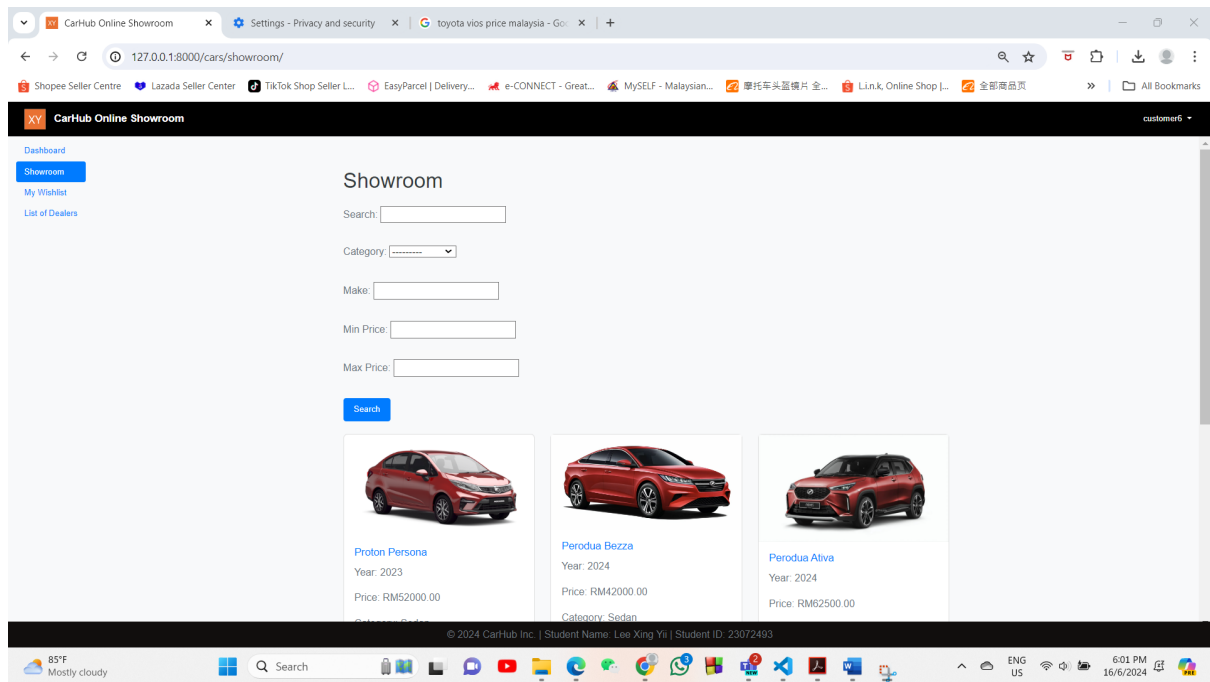 CarHub Online Showroom
Settings - Privacy and security
toyota vios price malaysia - Goo
127.0.0.1:8000/cars/showroom/
Shopee Seller Centre
Lazada Seller Center
TikTok Shop Seller L...
EasyParcel | Delivery...
e-CONNECT - Great...
MySELF - Malaysian...
摩托车头盔镜片 全...
L.i.n.k, Online Shop |...
全部商品页
»
All Bookmarks
XY CarHub Online Showroom
customer6
Dashboard
Showroom
My Wishlist
List of Dealers
Showroom
Search:
Category: ---------
Make:
Min Price:
Max Price:
Search
Proton Persona
Year: 2023
Price: RM52000.00
Category: Sedan
Perodua Bezza
Year: 2024
Price: RM42000.00
Category: Sedan
Perodua Ativa
Year: 2024
Price: RM62500.00
© 2024 CarHub Inc. | Student Name: Lee Xing Yii | Student ID: 23072493
85°F
Mostly cloudy
Search
ENG
US
6:01 PM
16/6/2024